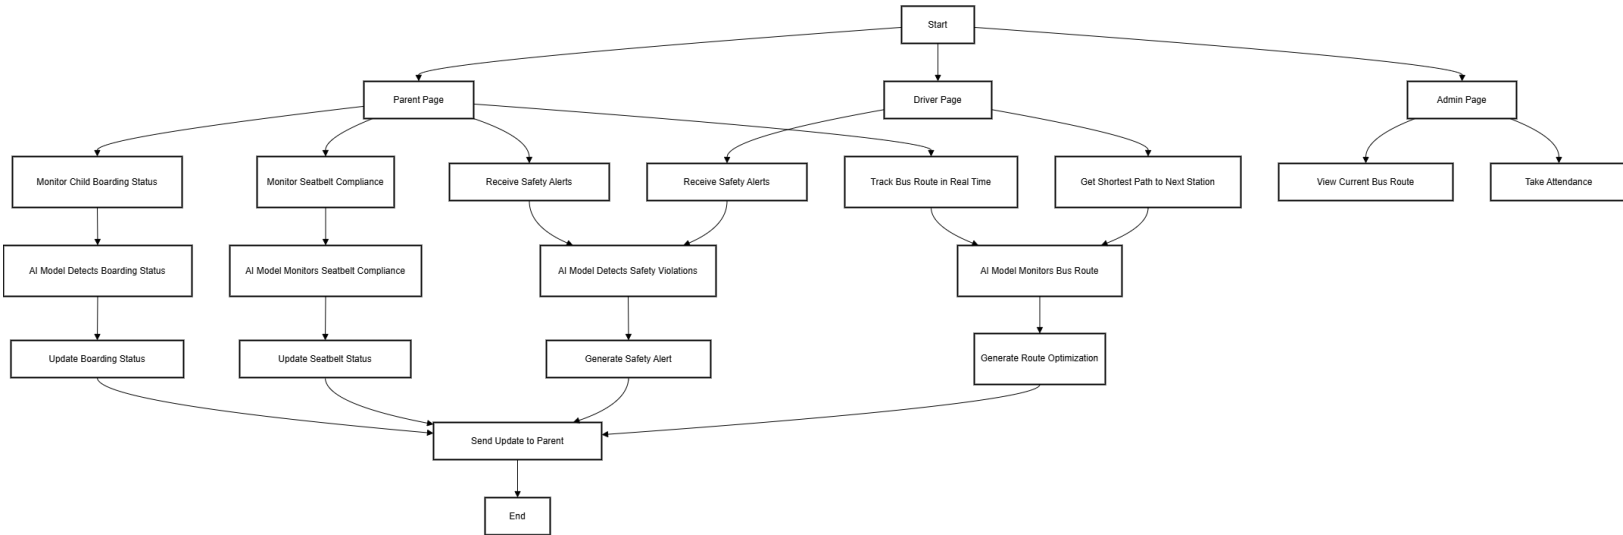 Start
Parent Page
Driver Page
Admin Page
Monitor Child Boarding Status
Monitor Seatbelt Compliance
Receive Safety Alerts
Receive Safety Alerts
Track Bus Route in Real Time
Get Shortest Path to Next Station
View Current Bus Route
Take Attendance
AI Model Detects Boarding Status
AI Model Monitors Seatbelt Compliance
AI Model Detects Safety Violations
AI Model Monitors Bus Route
Update Boarding Status
Update Seatbelt Status
Generate Safety Alert
Generate Route Optimization
Send Update to Parent
End